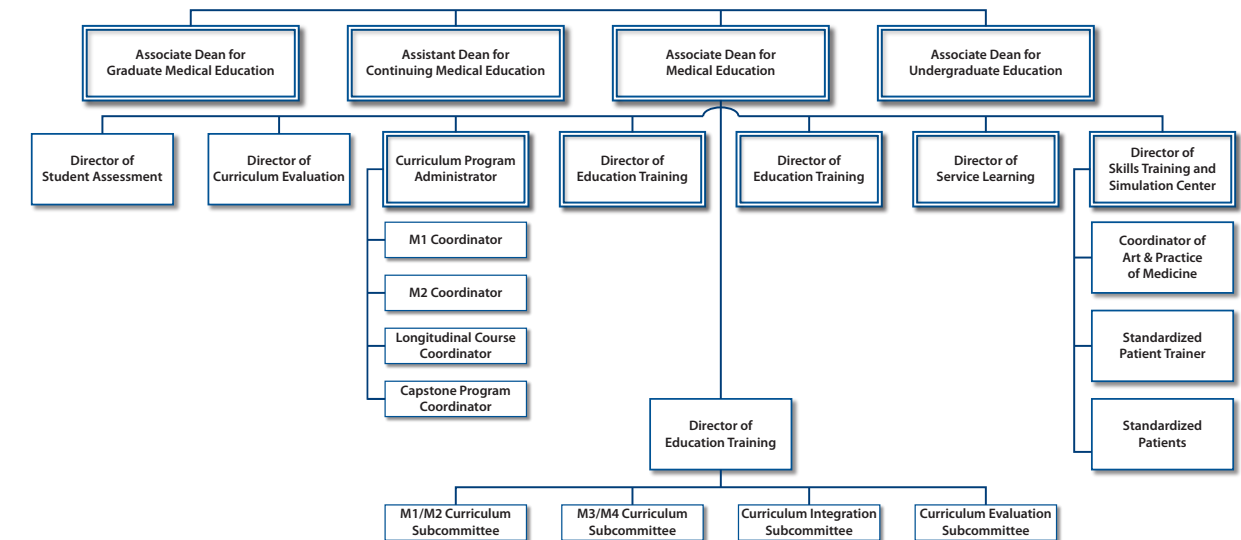 Associate Dean for
Graduate Medical Education
Assistant Dean for
Continuing Medical Education
Associate Dean for
Medical Education
Associate Dean for
Undergraduate Education
Director of
Student Assessment
Director of
Curriculum Evaluation
Curriculum Program
Administrator
Director of
Education Training
Director of
Education Training
Director of
Service Learning
Director of
Skills Training and
Simulation Center
M1 Coordinator
M2 Coordinator
Longitudinal Course
Coordinator
Capstone Program
Coordinator
Coordinator of
Art & Practice
of Medicine
Standardized
Patient Trainer
Standardized
Patients
Director of
Education Training
M1/M2 Curriculum
Subcommittee
M3/M4 Curriculum
Subcommittee
Curriculum Integration
Subcommittee
Curriculum Evaluation
Subcommittee